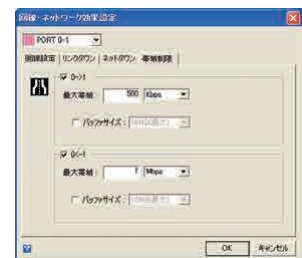 回線・ネットワーク効果設定
PORT 0-1
回線設定 リンクダウン ネットダウン 帯域制限
0->1
最大帯域: 500 Kbps
バッファサイズ:
0<-1
最大帯域: 1 Mbps
バッファサイズ:
OK キャンセル